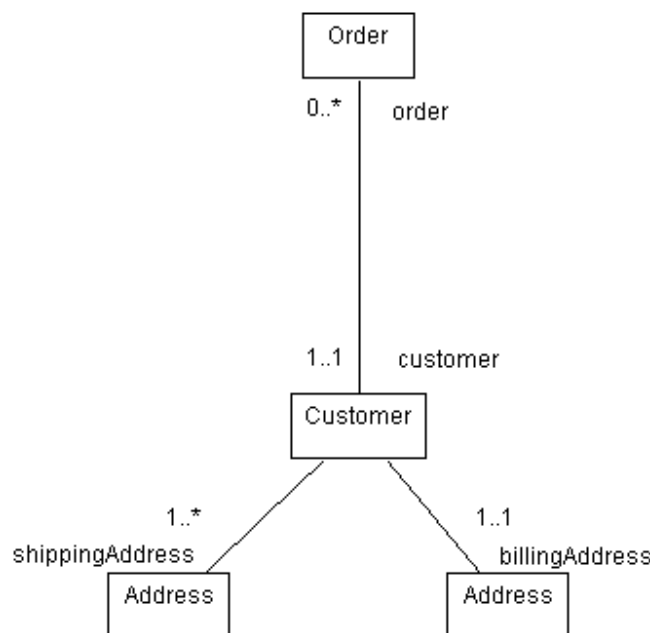 Order
0..* order
1..1 customer
Customer
1..* 1..1
shippingAddress billingAddress
Address Address